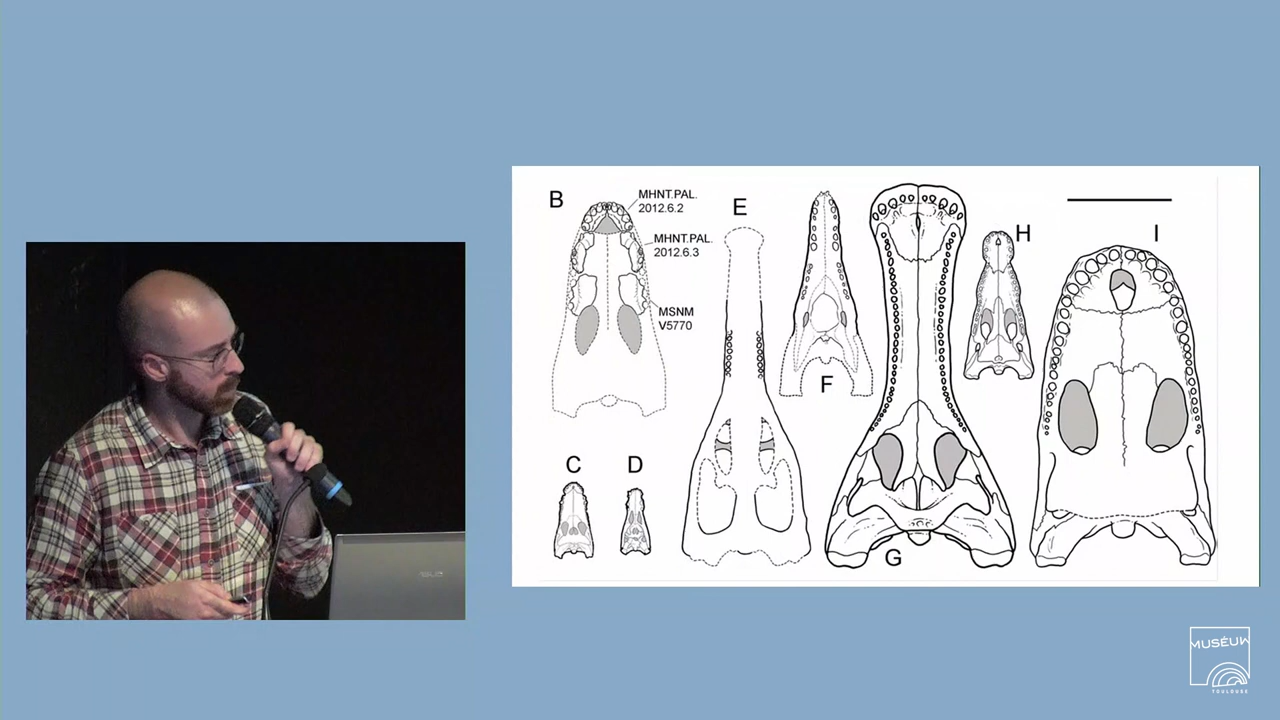 B
MHNT.PAL.
2012.6.2
MHNT.PAL.
2012.6.3
MSNM
V5770
E
F
H
I
C
D
G
MUSÉUM
TOULOUSE